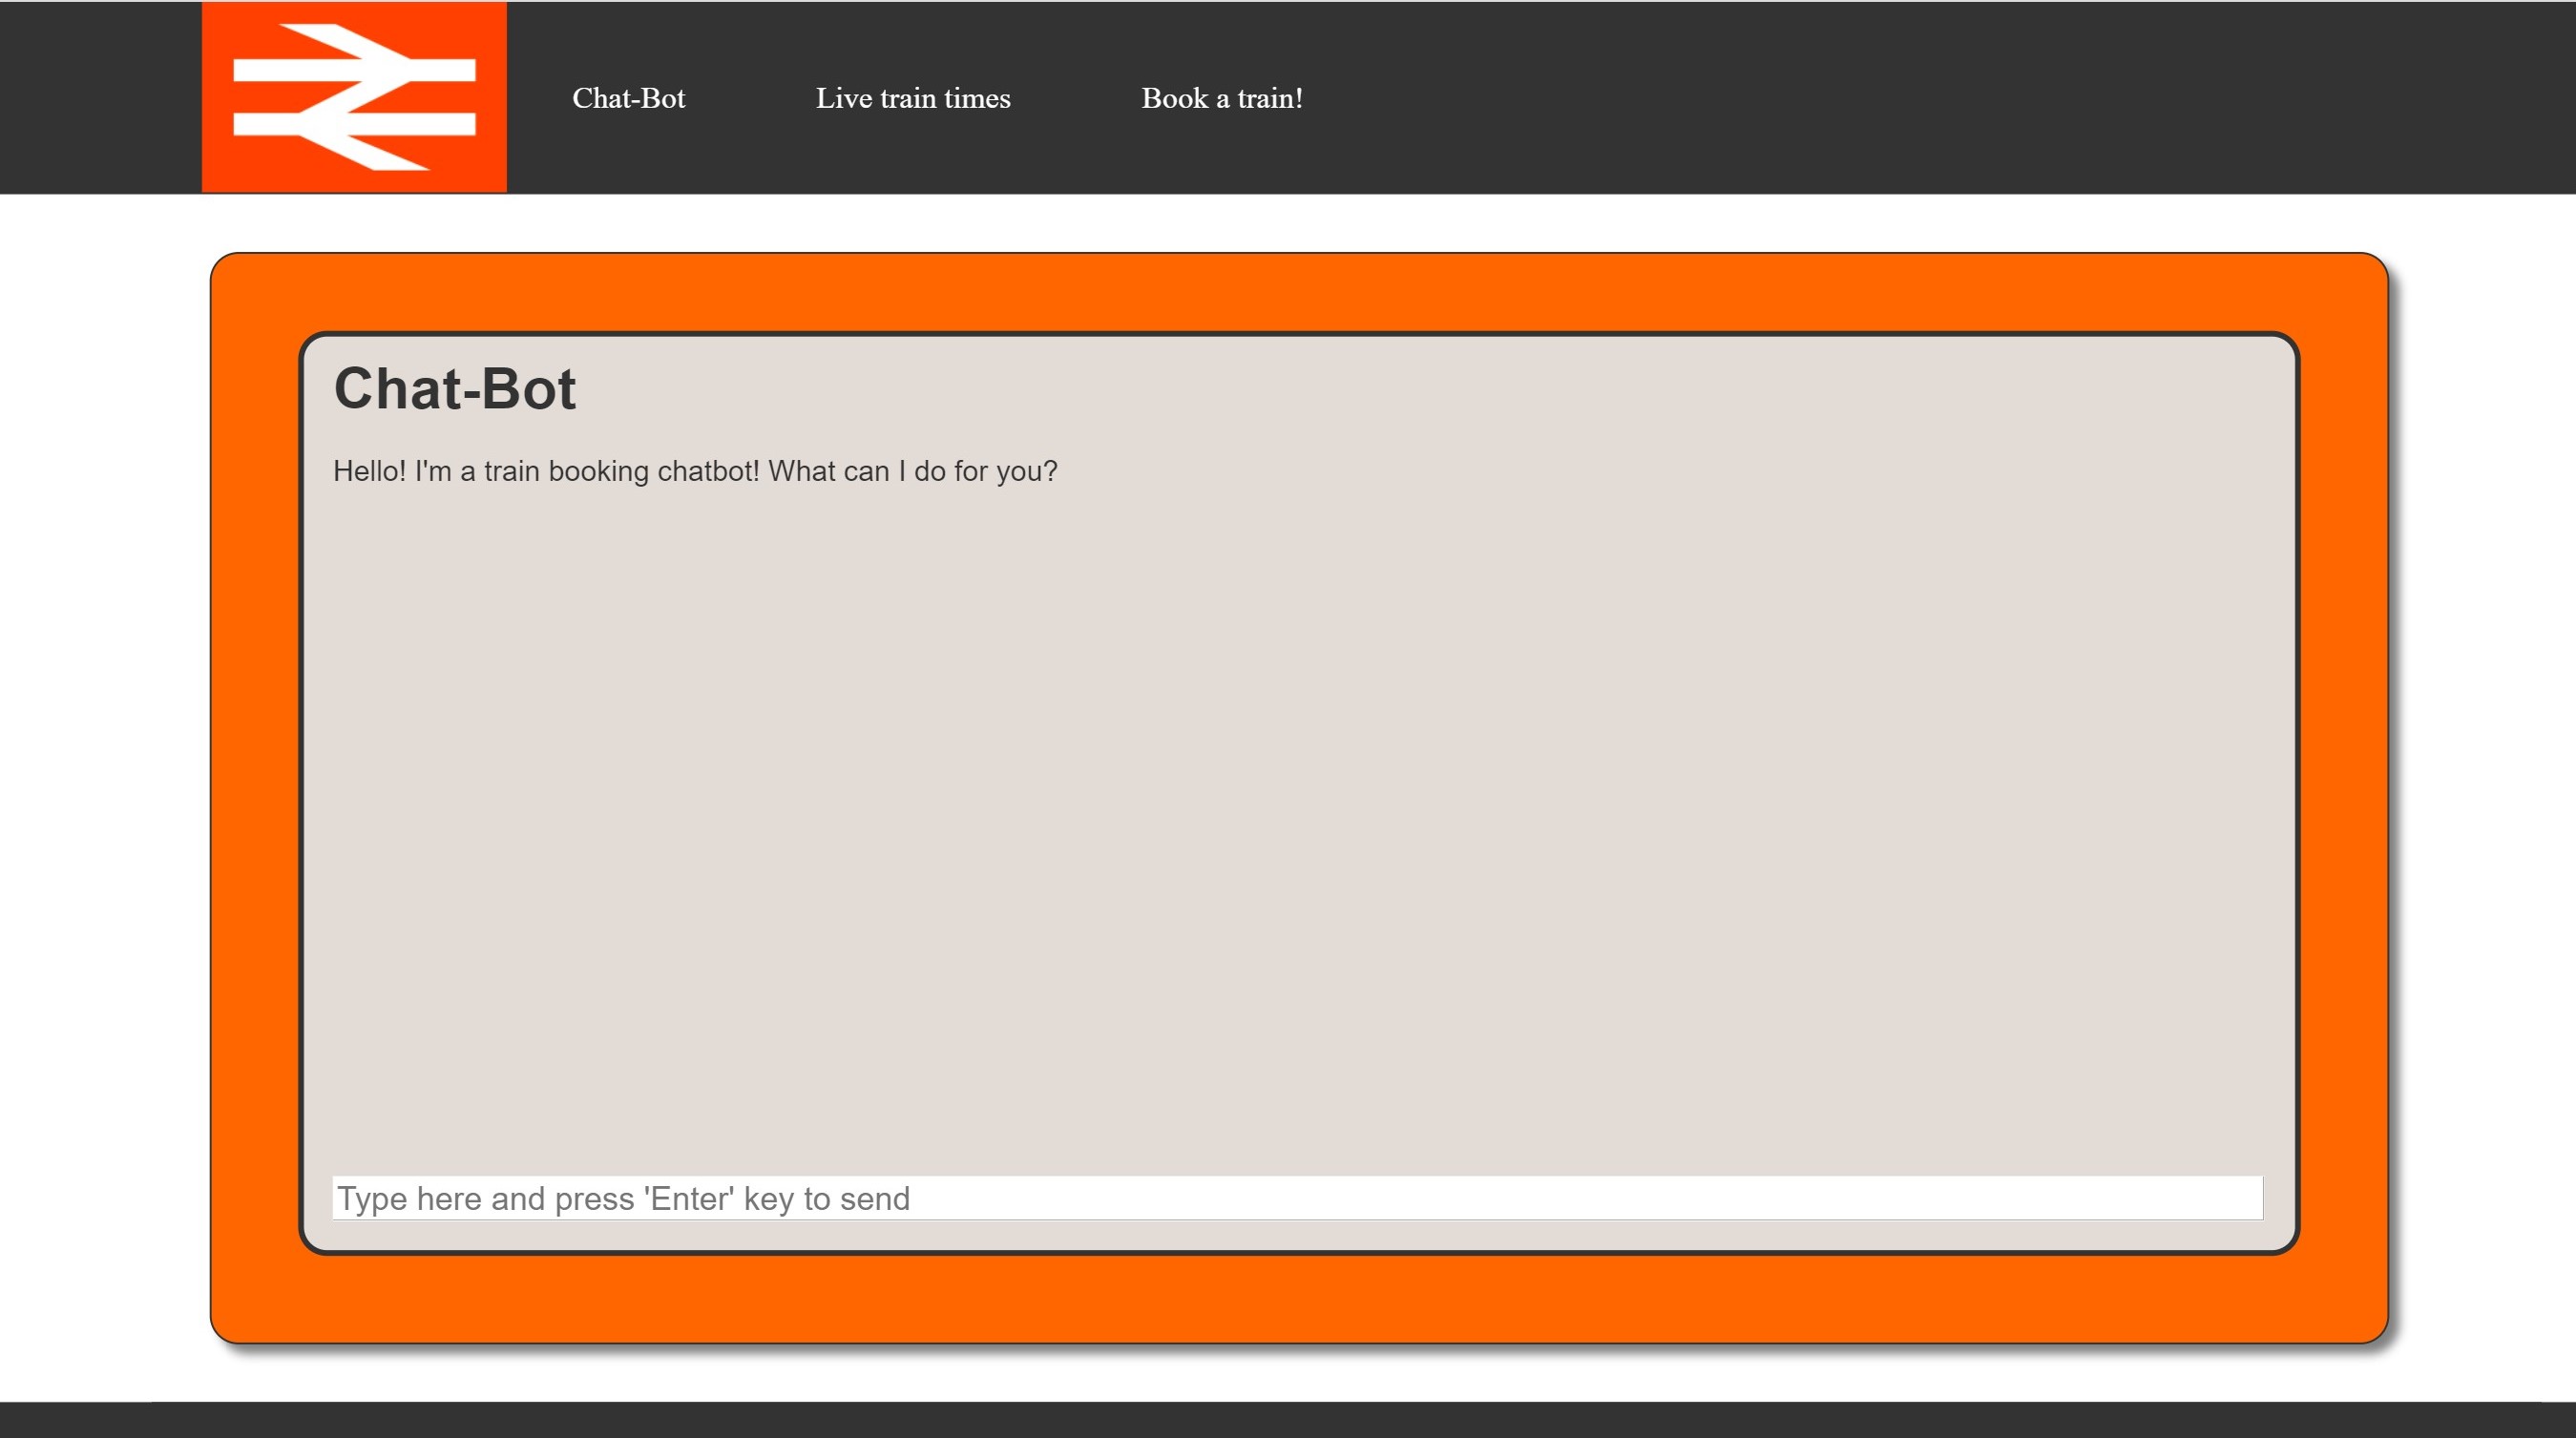 Chat-Bot
Live train times
Book a train!
Chat-Bot
Hello! I'm a train booking chatbot! What can I do for you?
Type here and press 'Enter' key to send